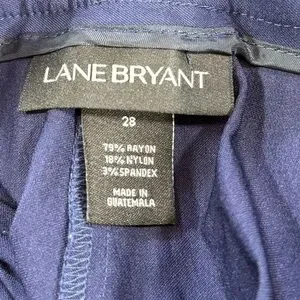 LANE BRYANT
28
79% RAYON
18% NYLON
3% SPANDEX
MADE IN
GUATEMALA